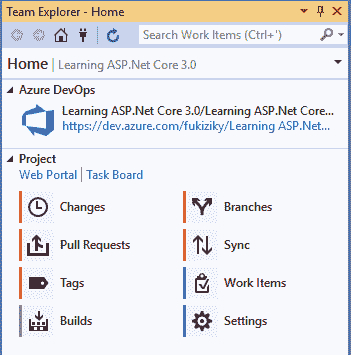 Team Explorer - Home
Search Work Items (Ctrl+')
Home | Learning ASP.Net Core 3.0
Azure DevOps
Learning ASP.Net Core 3.0/Learning ASP.Net Core...
https://dev.azure.com/fukiziky/Learning ASP.Net...
Project
Web Portal | Task Board
Changes
Branches
Pull Requests
Sync
Tags
Work Items
Builds
Settings